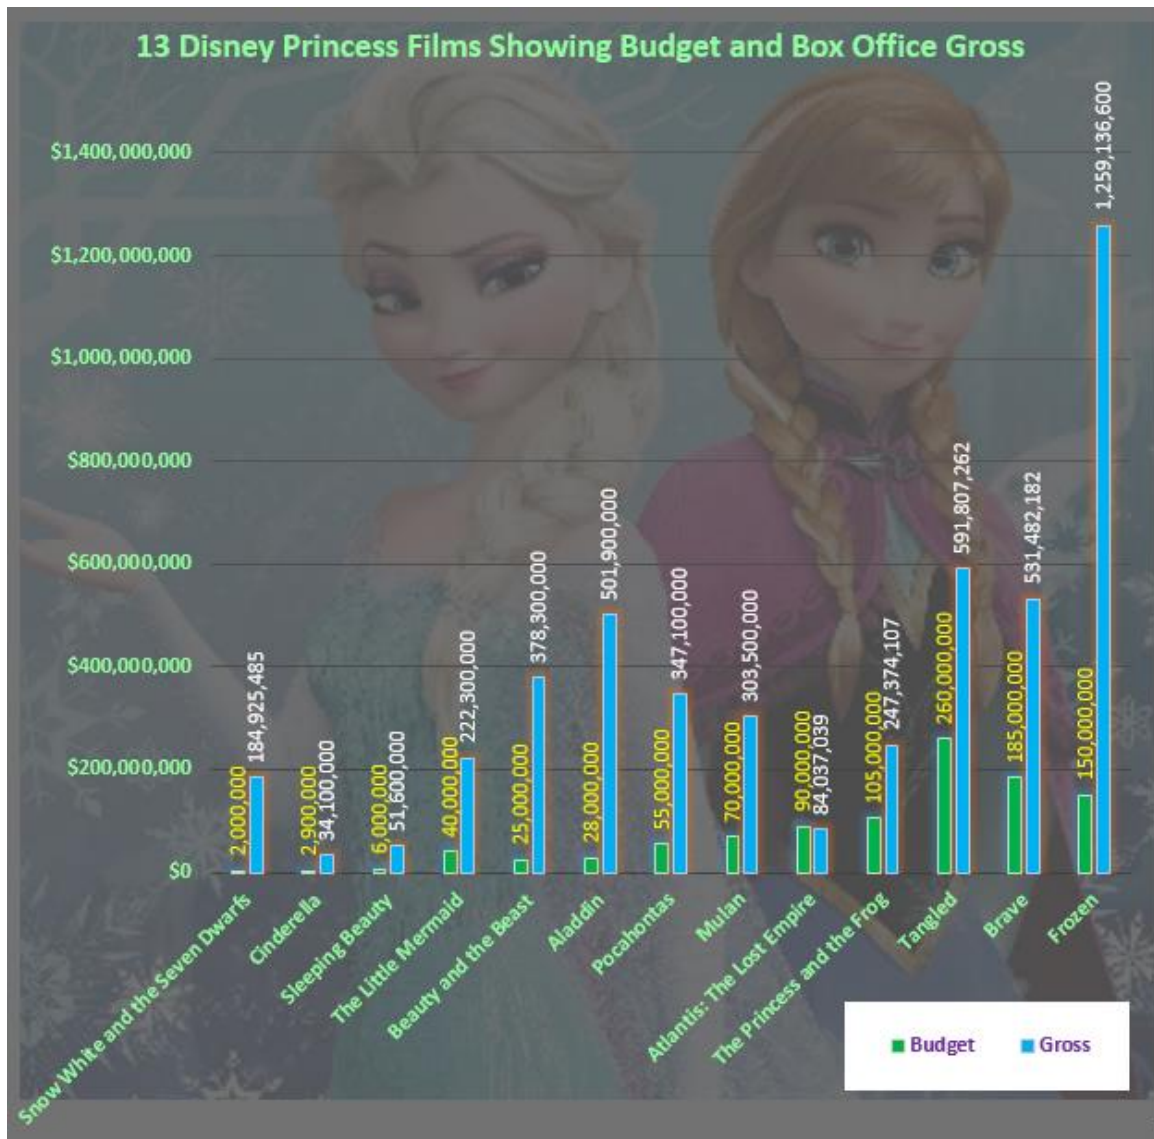 13 Disney Princess Films Showing Budget and Box Office Gross
$1,400,000,000
$1,200,000,000
$1,000,000,000
$800,000,000
$600,000,000
$400,000,000
$200,000,000
$0
2,000,000
184,925,485
2,900,000
34,100,000
6,000,000
51,600,000
40,000,000
222,300,000
25,000,000
378,300,000
28,000,000
501,900,000
55,000,000
347,100,000
70,000,000
303,500,000
90,000,000
84,037,039
105,000,000
247,374,107
260,000,000
591,807,262
185,000,000
531,482,182
150,000,000
1,259,136,600
Snow White and the Seven Dwarfs
Cinderella
Sleeping Beauty
The Little Mermaid
Beauty and the Beast
Aladdin
Pocahontas
Mulan
Atlantis: The Lost Empire
The Princess and the Frog
Tangled
Brave
Frozen
Budget
Gross